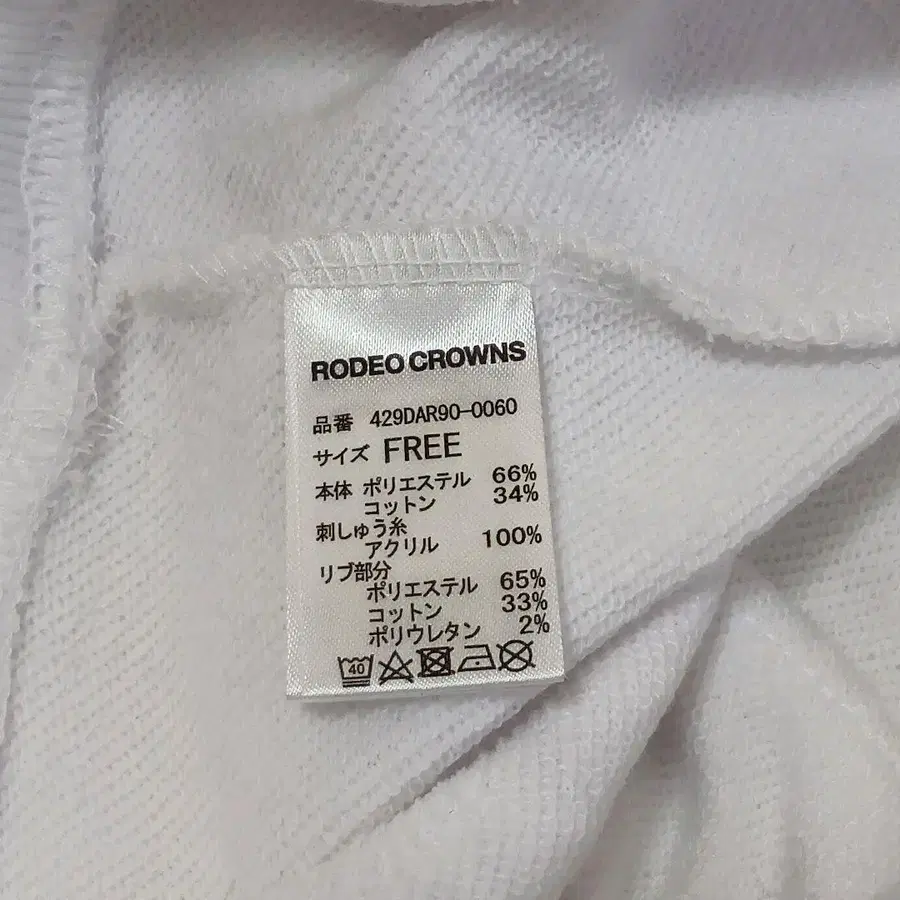 RODEO CROWNS
品番 429DAR90-0060
サイズ FREE
本体 ポリエステル 66%
コットン 34%
刺しゅう糸
アクリル 100%
リブ部分
ポリエステル 65%
コットン 33%
ポリウレタン 2%
40